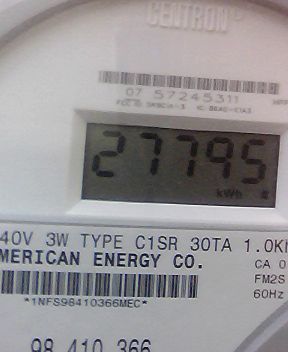 CENTRON
07 57245311
27795
kWh
40V 3W TYPE C1SR 30TA 1.0Kh
MERICAN ENERGY CO.
CA 0
FM2S
60Hz
*1NFS98410366MEC*
98 410 366